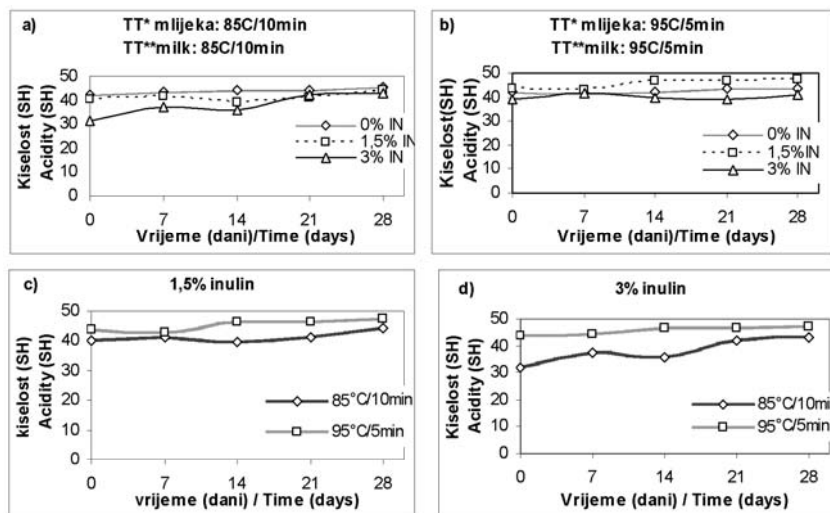 a)
TT* mlijeka: 85C/10min
TT**milk: 85C/10min
Kiselost (SH)
Acidity (SH)
50
40
30
20
10
0
0% IN
1,5% IN
3% IN
0 7 14 21 28
Vrijeme (dani)/Time (days)
b)
TT* mlijeka: 95C/5min
TT**milk: 95C/5min
Kiselost(SH)
Acidity (SH)
50
40
30
20
10
0
0% IN
1,5%IN
3% IN
0 7 14 21 28
Vrijeme (dani)/Time (days)
c)
1,5% inulin
kiselost (SH)
Acidity (SH)
50
40
30
20
10
0
85°C/10min
95°C/5min
0 7 14 21 28
vrijeme (dani) / Time (days)
d)
3% inulin
Kiselost (SH)
Acidity (SH)
50
40
30
20
10
0
85°C/10mi
95°C/5min
0 7 14 21 28
Vrijeme (dani) / Time (days)